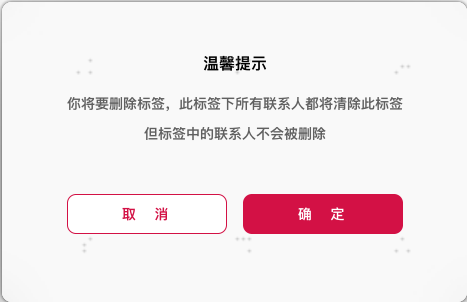 温馨提示
你将要删除标签，此标签下所有联系人都将清除此标签
但标签中的联系人不会被删除
取 消
确 定